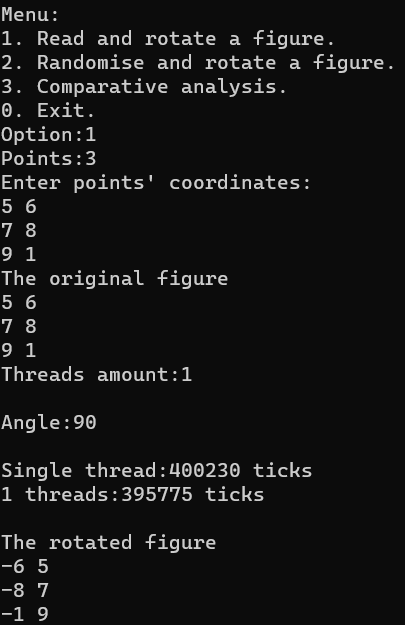 Menu:
1. Read and rotate a figure.
2. Randomise and rotate a figure.
3. Comparative analysis.
0. Exit.
Option:1
Points:3
Enter points' coordinates:
5 6
7 8
9 1
The original figure
5 6
7 8
9 1
Threads amount:1
Angle:90
Single thread:400230 ticks
1 threads:395775 ticks
The rotated figure
-6 5
-8 7
-1 9